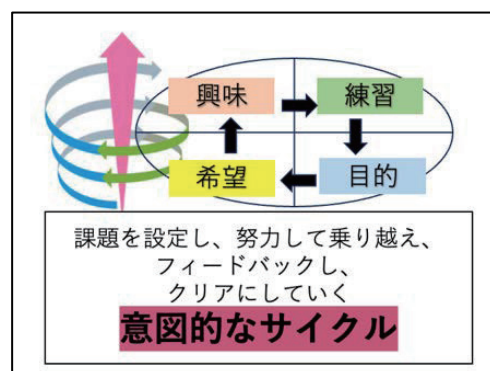 興味
練習
希望
目的
課題を設定し、努力して乗り越え、
フィードバックし、
クリアにしていく
意図的なサイクル